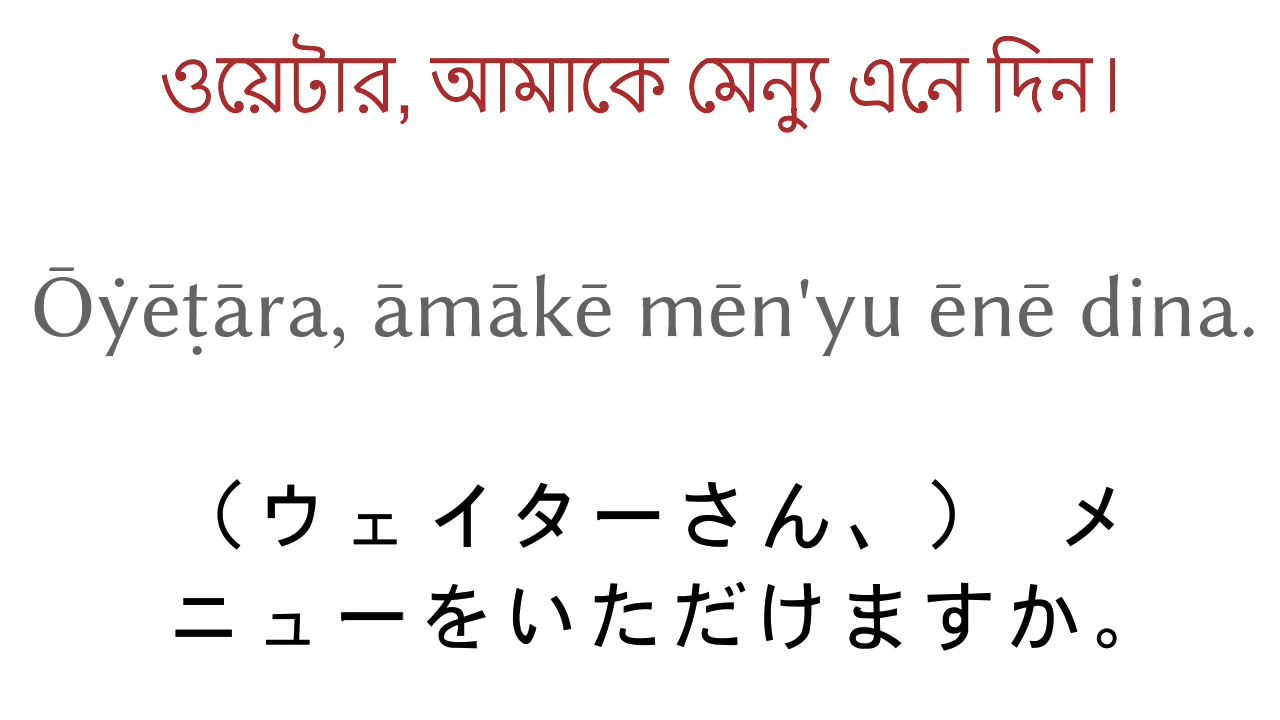 ওয়েটার, আমাকে মেন্যু এনে দিন।
Ōẏēṭāra, āmākē mēn'yu ēnē dina.
（ウェイターさん、）　メ
ニューをいただけますか。